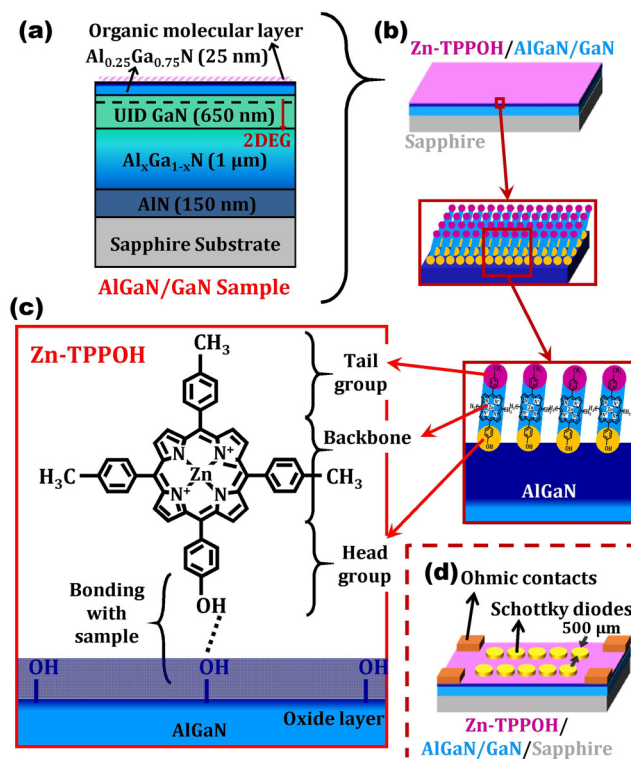 (a)
Organic molecular layer
Al0.25Ga0.75N (25 nm)
UID GaN (650 nm)
2DEG
AlxGa1-xN (1 μm)
AlN (150 nm)
Sapphire Substrate
AlGaN/GaN Sample
(b)
Zn-TPPOH/AlGaN/GaN
Sapphire
(c)
Zn-TPPOH
CH3
N
N+
Zn
N+
N
H3C
CH3
OH
Tail
group
Backbone
Head
group
Bonding
with
sample
OH
OH
OH
Oxide layer
AlGaN
AlGaN
(d)
Ohmic contacts
Schottky diodes
500 μm
Zn-TPPOH/
AlGaN/GaN/Sapphire